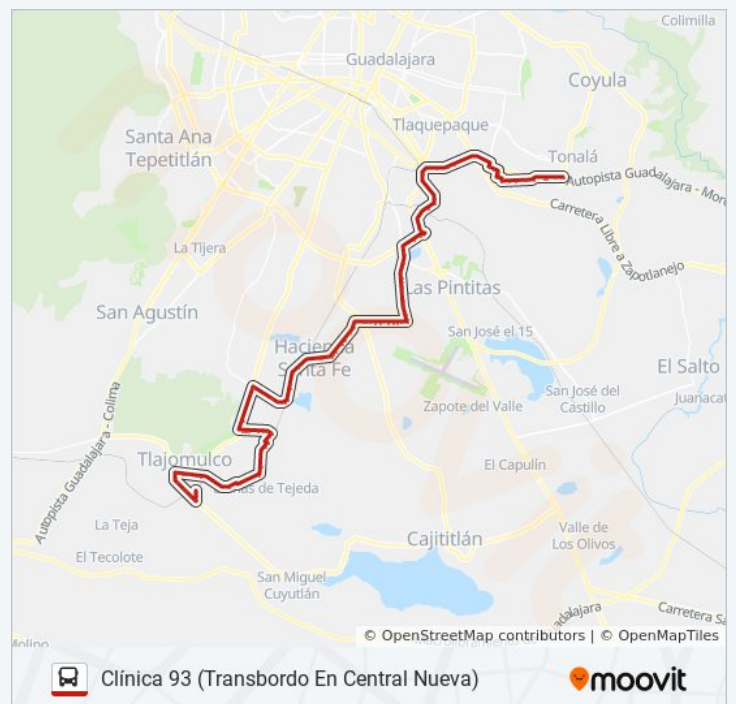 Colimilla
Guadalajara
Coyula
Santa Ana
Tepetitlán
Tlaquepaque
Tonalá
Autopista Guadalajara - More
Carretera Libre a Zapotlanejo
La Tijera
Las Pintitas
San Agustín
San José el 15
Hacienda
Santa Fe
El Salto
Zapote del Valle
San José del
Castillo
Juanacat
Autopista Guadalajara - Colima
Tlajomulco
El Capulín
de Tejeda
La Teja
Cajititlán
Valle de
Los Olivos
El Tecolote
San Miguel
Cuyutlán
adalajara
Carretera Sa
Molino
© OpenStreetMap contributors | © OpenMapTiles
Clínica 93 (Transbordo En Central Nueva)
moovit